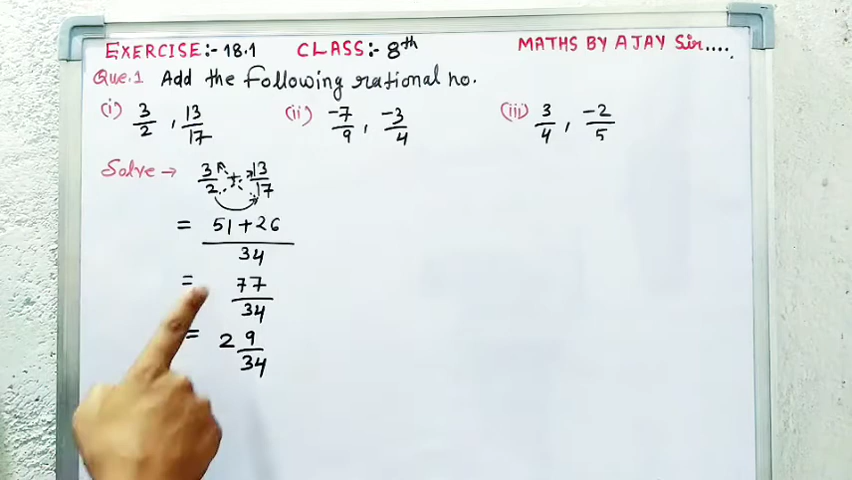 EXERCISE:- 18.1 CLASS:- 8th MATHS BY AJAY Sir....
Que.1 Add the following rational no.
(i) 3/2 , 13/17 (ii) -7/9 , -3/4 (iii) 3/4 , -2/5
Solve → 3/2 + 13/17
= 51+26/34
= 77/34
= 2 9/34